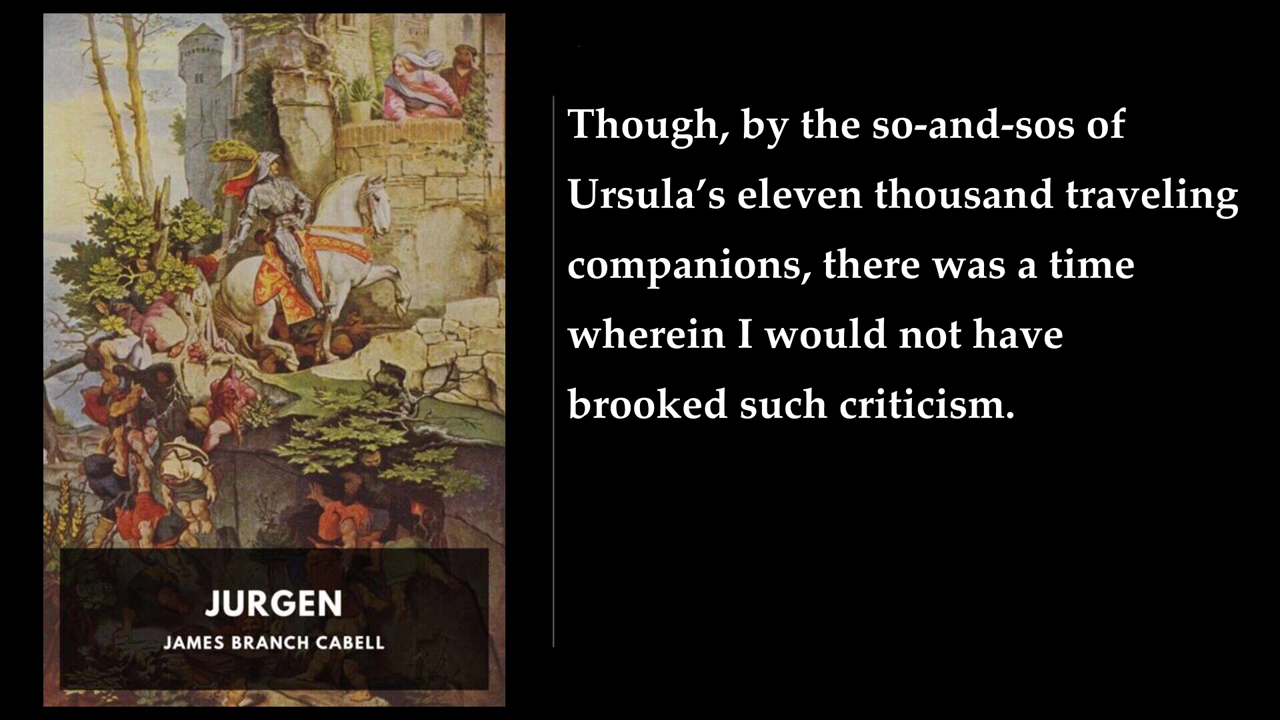 Though, by the so-and-sos of
Ursula’s eleven thousand traveling
companions, there was a time
wherein I would not have
brooked such criticism.
JURGEN
JAMES BRANCH CABELL